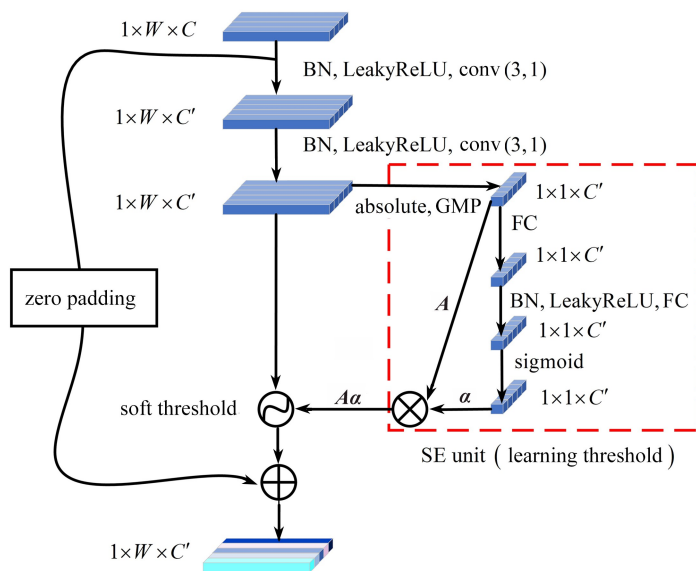 1×W×C
BN, LeakyReLU, conv (3,1)
1×W×C′
BN, LeakyReLU, conv (3,1)
1×W×C′
absolute, GMP
1×1×C′
FC
1×1×C′
zero padding
A
BN, LeakyReLU, FC
1×1×C′
sigmoid
soft threshold
Aα
α
1×1×C′
SE unit ( learning threshold )
1×W×C′